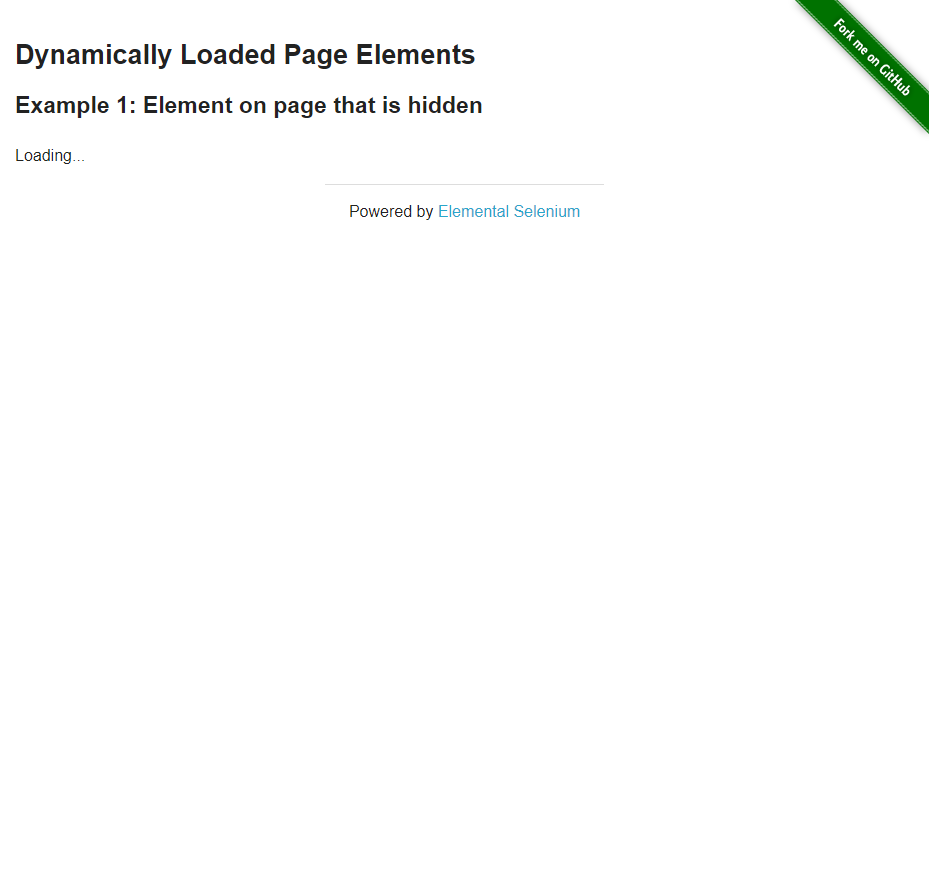 Fork me on GitHub
Dynamically Loaded Page Elements
Example 1: Element on page that is hidden
Loading...
Powered by Elemental Selenium